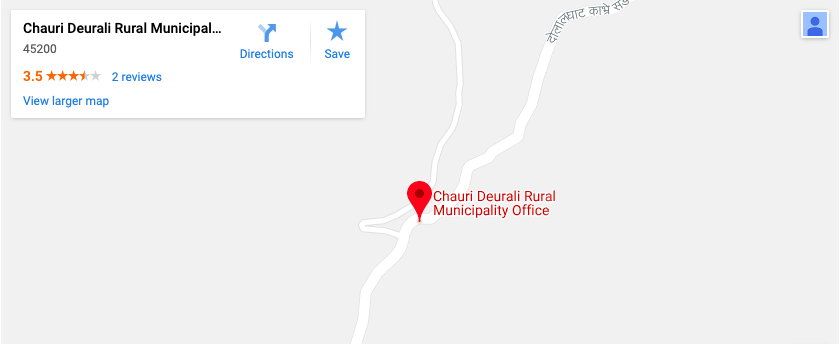 Chauri Deurali Rural Municipal...
45200
3.5
2 reviews
View larger map
Directions
Save
दोलालघाट काभ्रे सडक
Chauri Deurali Rural
Municipality Office